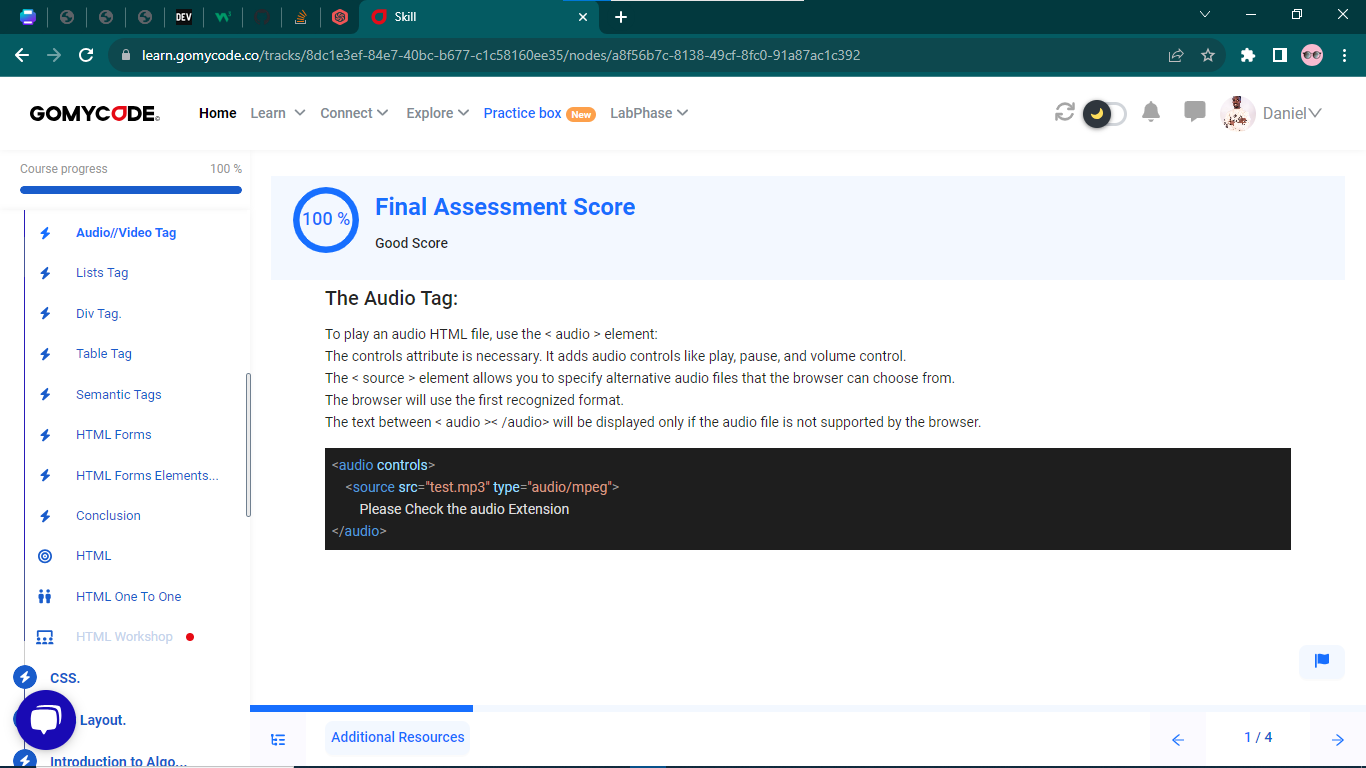 DEV
Skill
learn.gomycode.co/tracks/8dc1e3ef-84e7-40bc-b677-c1c58160ee35/nodes/a8f56b7c-8138-49cf-8fc0-91a87ac1c392
GOMYCODE
Home Learn Connect Explore Practice box New LabPhase Daniel
Course progress 100 %
Audio//Video Tag
Lists Tag
Div Tag.
Table Tag
Semantic Tags
HTML Forms
HTML Forms Elements...
Conclusion
HTML
HTML One To One
HTML Workshop
CSS.
Layout.
Introduction to Algo...
100 %
Final Assessment Score
Good Score
The Audio Tag:
To play an audio HTML file, use the < audio > element:
The controls attribute is necessary. It adds audio controls like play, pause, and volume control.
The < source > element allows you to specify alternative audio files that the browser can choose from.
The browser will use the first recognized format.
The text between < audio >< /audio> will be displayed only if the audio file is not supported by the browser.
<audio controls>
<source src="test.mp3" type="audio/mpeg">
Please Check the audio Extension
</audio>
Additional Resources
1 / 4